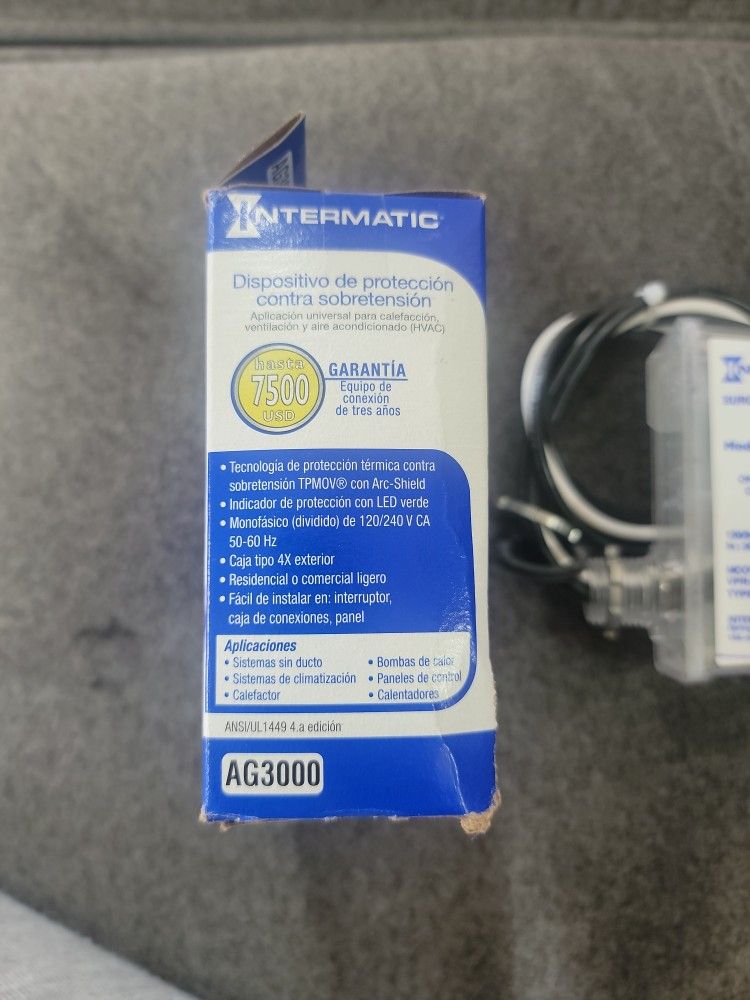 INTERMATIC
Dispositivo de protección
contra sobretensión
Aplicación universal para calefacción,
ventilación y aire acondicionado (HVAC)
hasta
7500
USD
GARANTÍA
Equipo de
conexión
de tres años
• Tecnología de protección térmica contra
sobretensión TPMOV® con Arc-Shield
• Indicador de protección con LED verde
• Monofásico (dividido) de 120/240 V CA
50-60 Hz
• Caja tipo 4X exterior
• Residencial o comercial ligero
• Fácil de instalar en: interruptor,
caja de conexiones, panel
Aplicaciones
• Sistemas sin ducto
• Sistemas de climatización
• Calefactor
• Bombas de calor
• Paneles de control
• Calentadores
ANSI/UL1449 4.a edición
AG3000